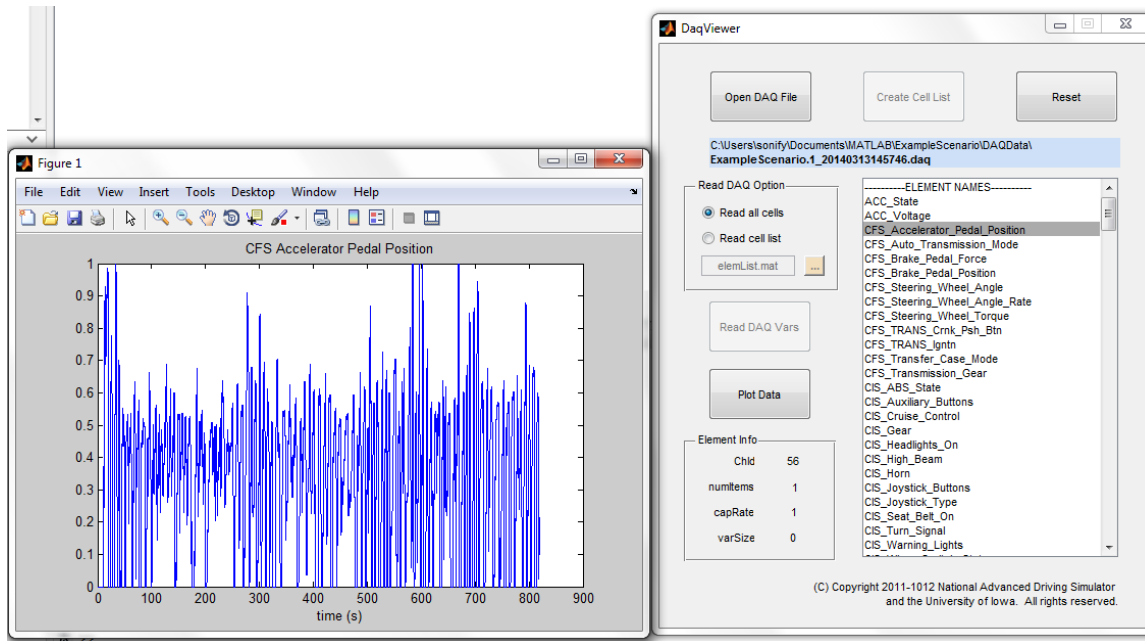 Figure 1
File Edit View Insert Tools Desktop Window Help
CFS Accelerator Pedal Position
1
0.9
0.8
0.7
0.6
0.5
0.4
0.3
0.2
0.1
0
0 100 200 300 400 500 600 700 800 900
time (s)
DaqViewer
Open DAQ File
Create Cell List
Reset
C:\Users\sonify\Documents\MATLAB\ExampleScenario\DAQData\
ExampleScenario.1_20140313145746.daq
Read DAQ Option
Read all cells
Read cell list
elemList.mat ...
Read DAQ Vars
Plot Data
Element Info
ChId 56
numItems 1
capRate 1
varSize 0
----------ELEMENT NAMES----------
ACC_State
ACC_Voltage
CFS_Accelerator_Pedal_Position
CFS_Auto_Transmission_Mode
CFS_Brake_Pedal_Force
CFS_Brake_Pedal_Position
CFS_Steering_Wheel_Angle
CFS_Steering_Wheel_Angle_Rate
CFS_Steering_Wheel_Torque
CFS_TRANS_Crnk_Psh_Btn
CFS_TRANS_Igntn
CFS_Transfer_Case_Mode
CFS_Transmission_Gear
CIS_ABS_State
CIS_Auxiliary_Buttons
CIS_Cruise_Control
CIS_Gear
CIS_Headlights_On
CIS_High_Beam
CIS_Horn
CIS_Joystick_Buttons
CIS_Joystick_Type
CIS_Seat_Belt_On
CIS_Turn_Signal
CIS_Warning_Lights
(C) Copyright 2011-1012 National Advanced Driving Simulator
and the University of Iowa. All rights reserved.